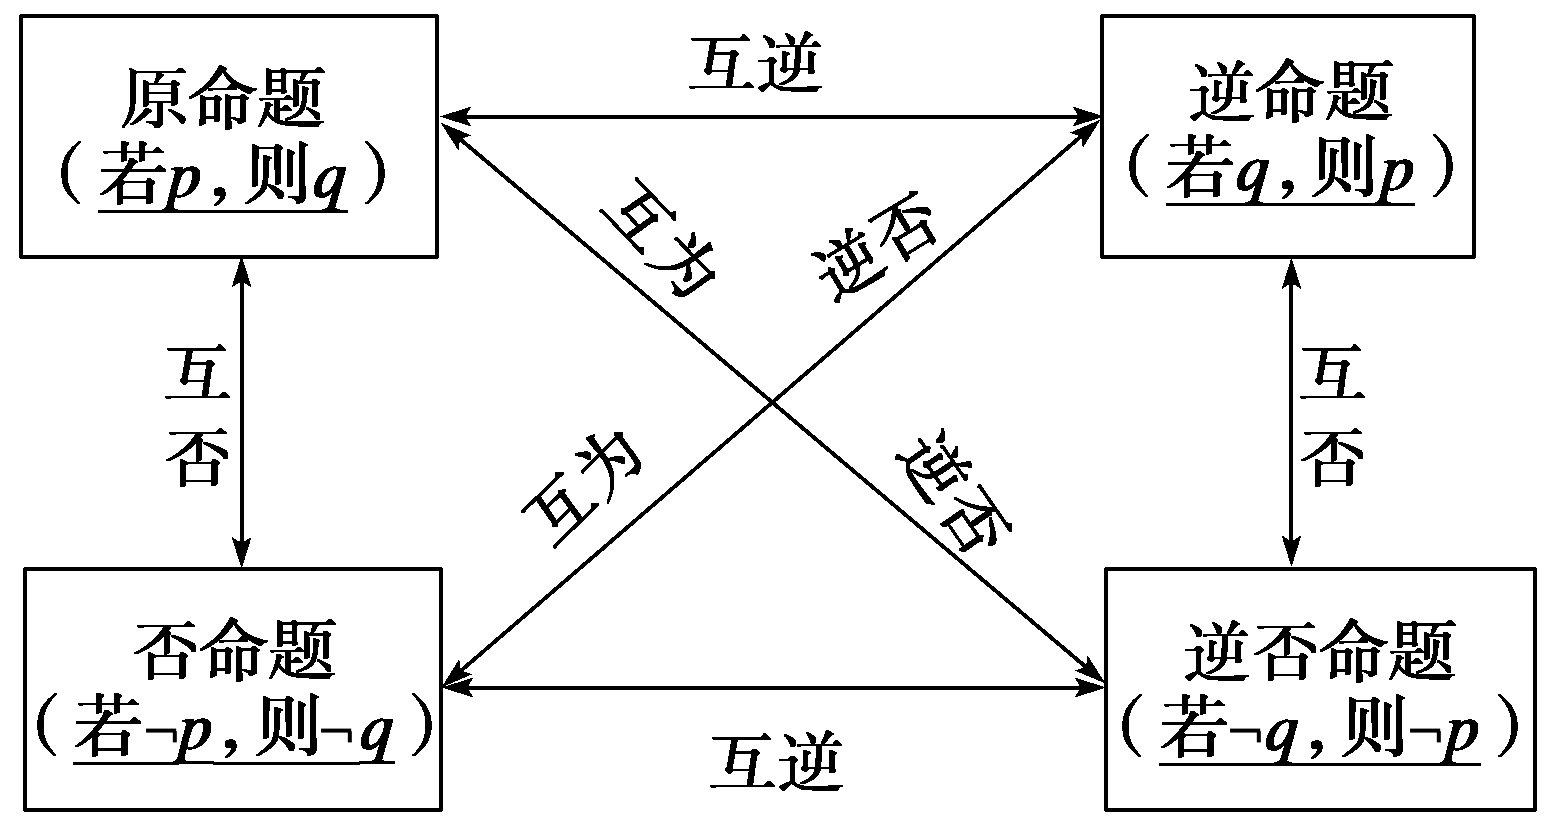 原命题
(若p,则q)
互逆
逆命题
(若q,则p)
互为
逆否
互
否
互
否
互为
逆否
否命题
(若¬p,则¬q)
互逆
逆否命题
(若¬q,则¬p)